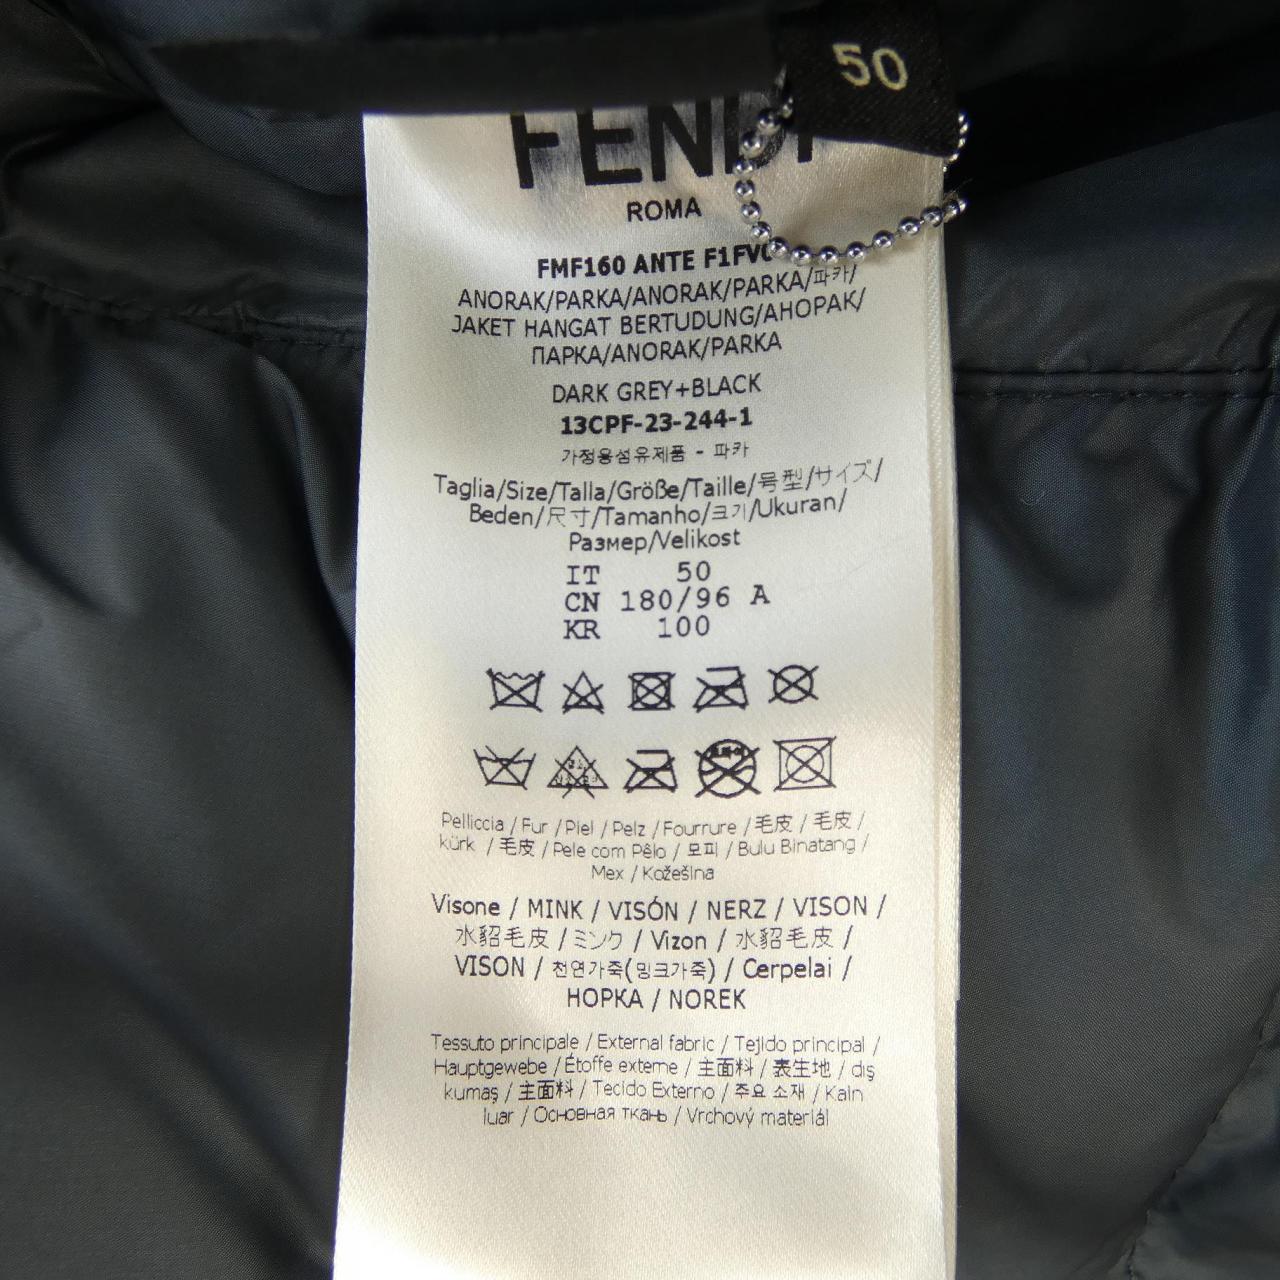 50
FENDI
ROMA
FMF160 ANTE
ANORAK/PARKA/ANORAK/PARKA/파카/
JAKET HANGAT BERTUDUNG/АНОРАК/
ПАРКА/ANORAK/PARKA
DARK GREY+BLACK
13CPF-23-244-1
가정용섬유제품 - 파카
Taglia/Size/Talla/Größe/Taille/号型/サイズ/
Beden/尺寸/Tamanho/크기/Ukuran/
Размер/Velikost
IT 50
CN 180/96 A
KR 100
Pelliccia / Fur / Piel / Pelz / Fourrure / 毛皮 / 毛皮 /
kürk / 毛皮 / Pele com Pêlo / 모피 / Bulu Binatang /
Мех / Kožešina
Visone / MINK / VISÓN / NERZ / VISON /
水貂毛皮 / ミンク / Vizon / 水貂毛皮 /
VISON / 천연가죽(밍크가죽) / Cerpelai /
НОРКА / NOREK
Tessuto principale / External fabric / Tejido principal /
Hauptgewebe / Étoffe externe / 主面料 / 表生地 / dış
kumaş / 主面料 / Tecido Externo / 주요 소재 / Kain
luar / Основная ткань / Vrchový materiál